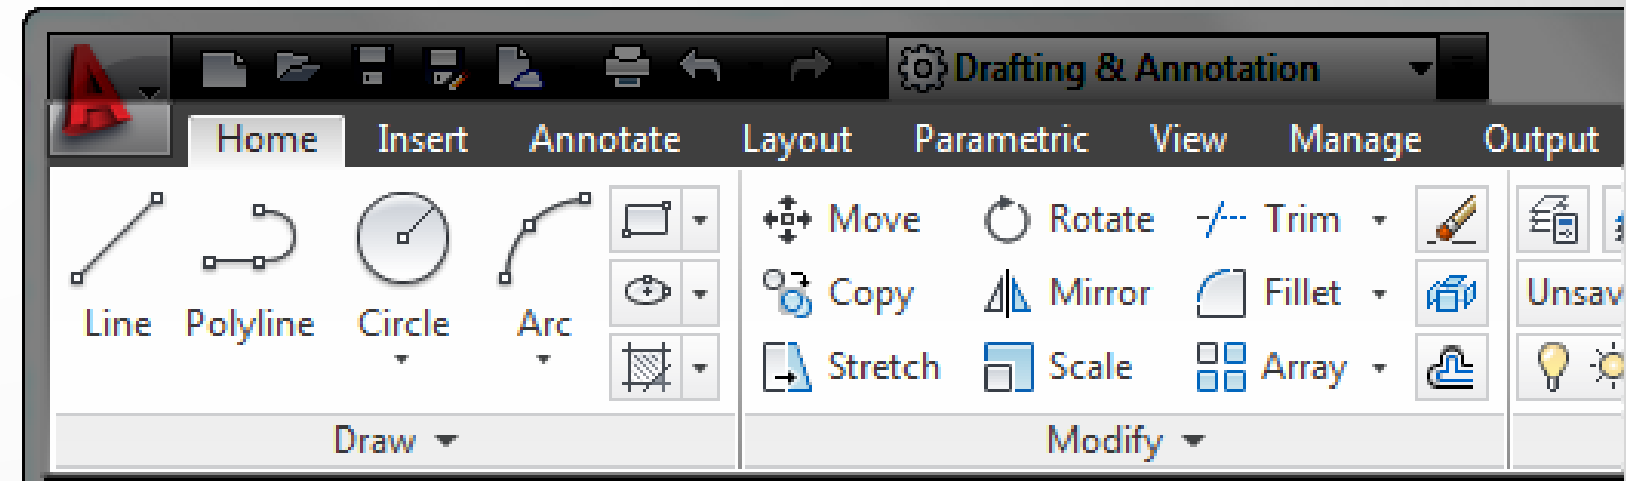 Drafting & Annotation
Home Insert Annotate Layout Parametric View Manage Output
Move Rotate Trim
Copy Mirror Fillet Unsav
Line Polyline Circle Arc
Stretch Scale Array
Draw Modify